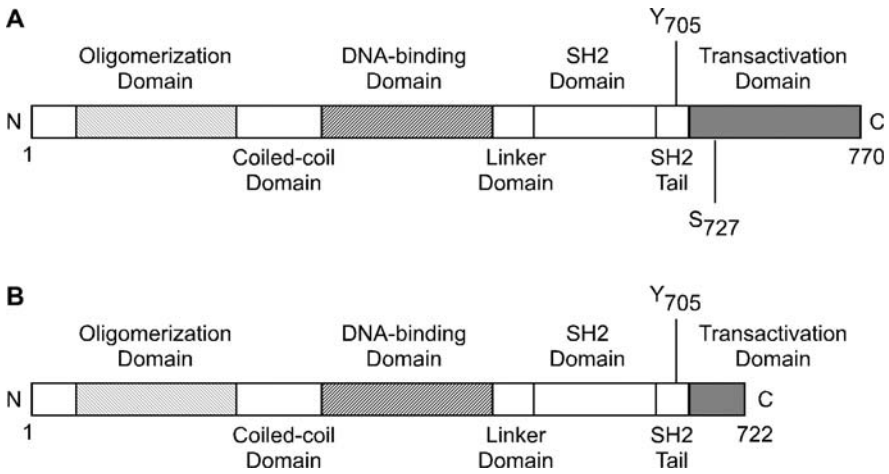 A
Y705
Oligomerization Domain
DNA-binding Domain
SH2 Domain
Transactivation Domain
N
C
1
Coiled-coil Domain
Linker Domain
SH2 Tail
770
S727
B
Y705
Oligomerization Domain
DNA-binding Domain
SH2 Domain
Transactivation Domain
N
C
1
Coiled-coil Domain
Linker Domain
SH2 Tail
722